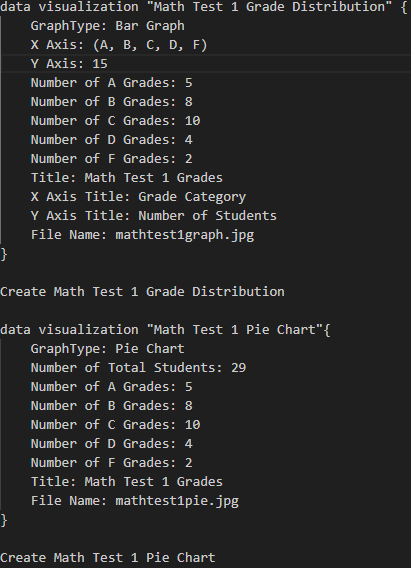 data visualization "Math Test 1 Grade Distribution" {
GraphType: Bar Graph
X Axis: (A, B, C, D, F)
Y Axis: 15
Number of A Grades: 5
Number of B Grades: 8
Number of C Grades: 10
Number of D Grades: 4
Number of F Grades: 2
Title: Math Test 1 Grades
X Axis Title: Grade Category
Y Axis Title: Number of Students
File Name: mathtest1graph.jpg
}
Create Math Test 1 Grade Distribution
data visualization "Math Test 1 Pie Chart"{
GraphType: Pie Chart
Number of Total Students: 29
Number of A Grades: 5
Number of B Grades: 8
Number of C Grades: 10
Number of D Grades: 4
Number of F Grades: 2
Title: Math Test 1 Grades
File Name: mathtest1pie.jpg
}
Create Math Test 1 Pie Chart